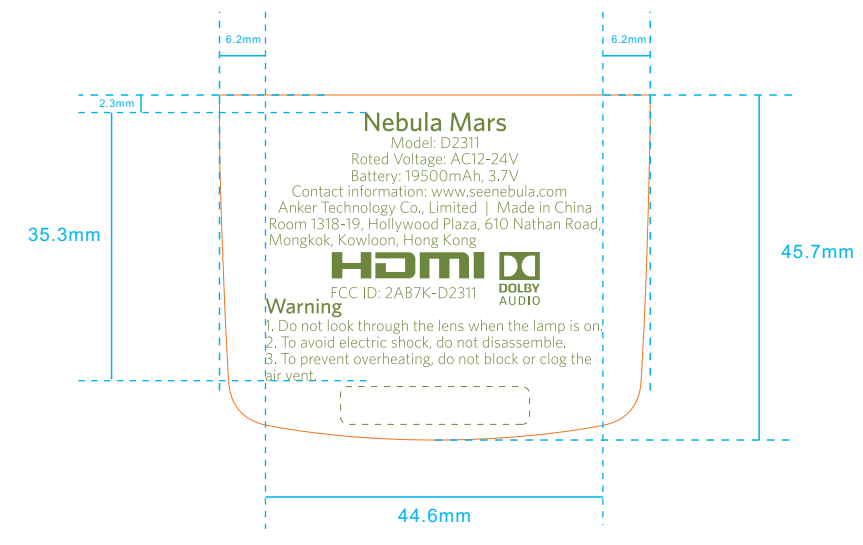 6.2mm 6.2mm
2.3mm
Nebula Mars
Model: D2311
Roted Voltage: AC12-24V
Battery: 19500mAh, 3.7V
Contact information: www.seenebula.com
Anker Technology Co., Limited | Made in China
Room 1318-19, Hollywood Plaza, 610 Nathan Road,
Mongkok, Kowloon, Hong Kong
35.3mm
45.7mm
HDMI
DOLBY
AUDIO
FCC ID: 2AB7K-D2311
Warning
1. Do not look through the lens when the lamp is on.
2. To avoid electric shock, do not disassemble.
3. To prevent overheating, do not block or clog the
air vent.
44.6mm